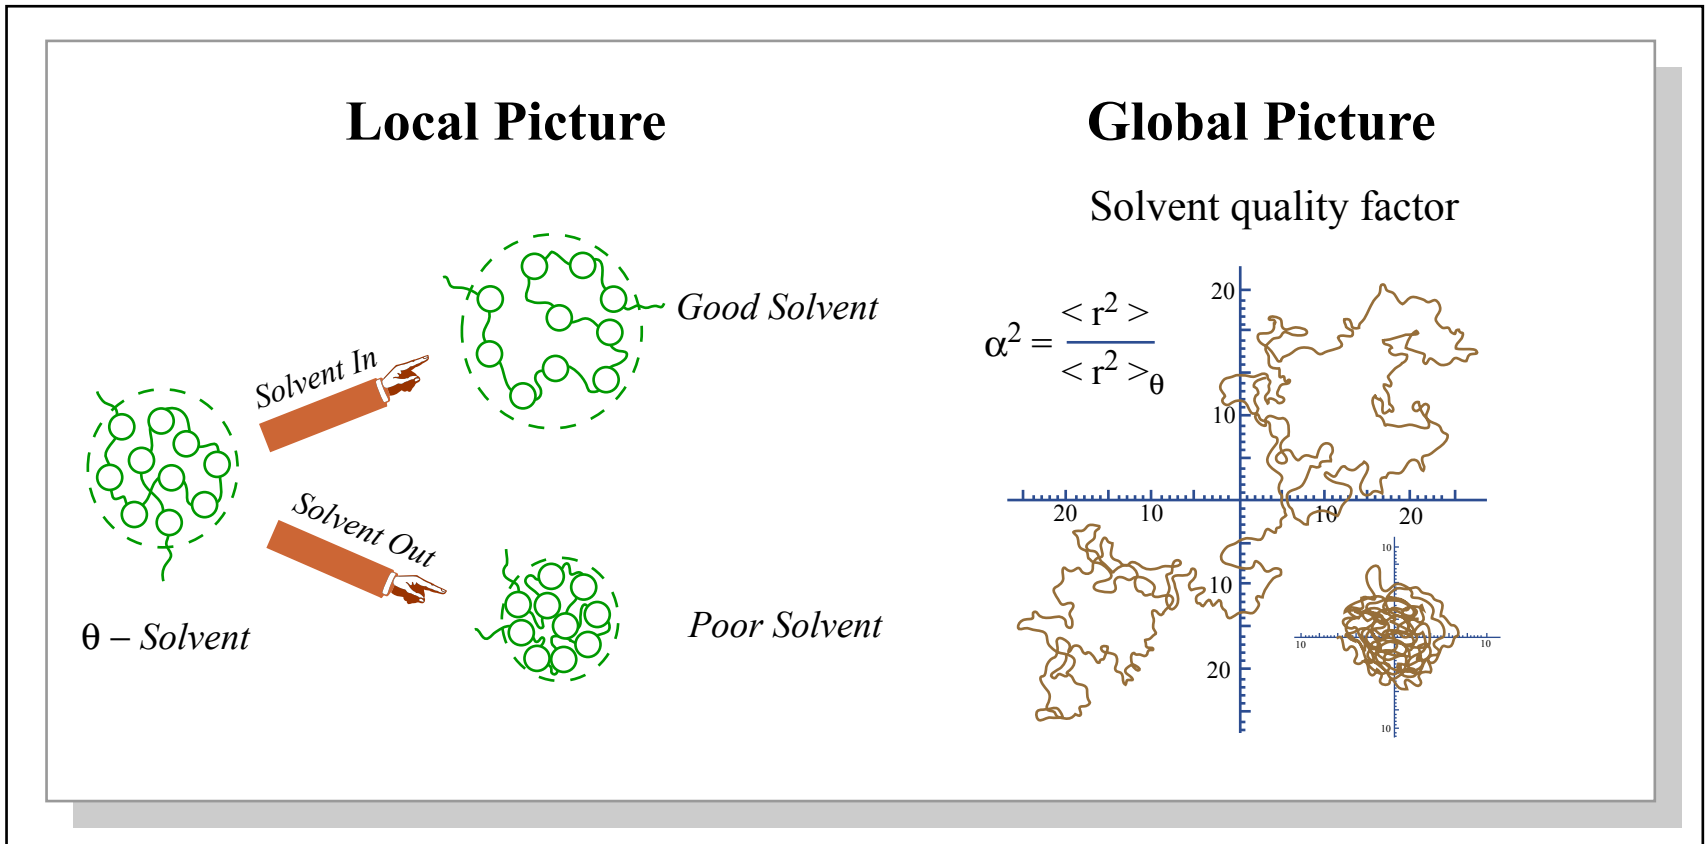 Local Picture
Global Picture
Solvent quality factor
Good Solvent
Solvent In
Solvent Out
θ – Solvent
Poor Solvent
α² =
< r² >
< r² >θ
20
10
20
10
10
20
10
20
10
10
10
10